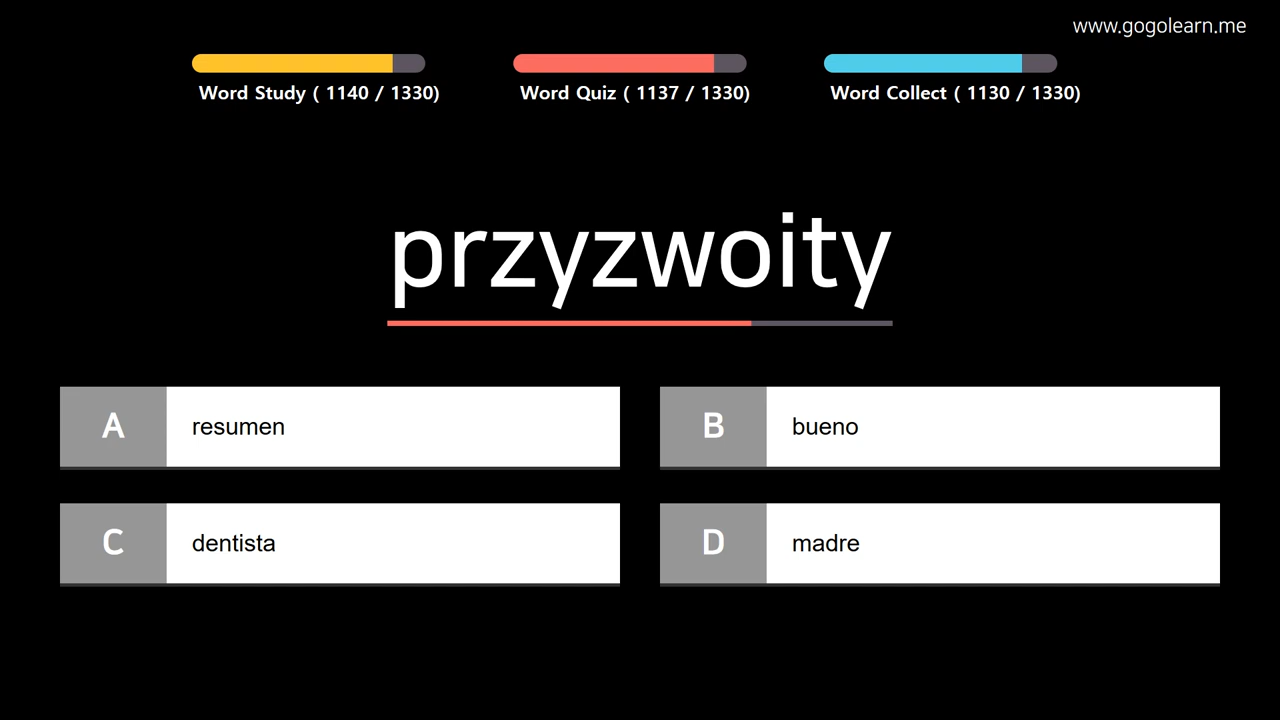 www.gogolearn.me
Word Study ( 1140 / 1330)
Word Quiz ( 1137 / 1330)
Word Collect ( 1130 / 1330)
przyzwoity
A resumen
B bueno
C dentista
D madre